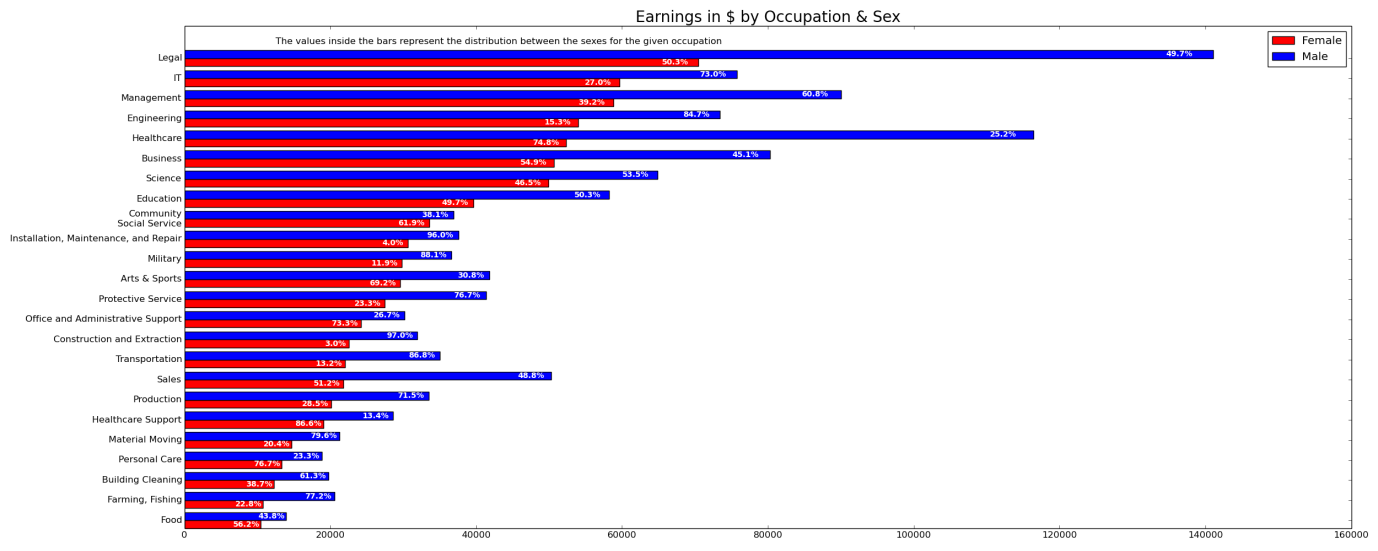 Earnings in $ by Occupation & Sex
The values inside the bars represent the distribution between the sexes for the given occupation
Female
Male
Legal
49.7%
50.3%
IT
73.0%
27.0%
Management
60.8%
39.2%
Engineering
84.7%
15.3%
Healthcare
25.2%
74.8%
Business
45.1%
54.9%
Science
53.5%
46.5%
Education
50.3%
49.7%
Community
Social Service
38.1%
61.9%
Installation, Maintenance, and Repair
96.0%
4.0%
Military
88.1%
11.9%
Arts & Sports
30.8%
69.2%
Protective Service
76.7%
23.3%
Office and Administrative Support
26.7%
73.3%
Construction and Extraction
97.0%
3.0%
Transportation
86.8%
13.2%
Sales
48.8%
51.2%
Production
71.5%
28.5%
Healthcare Support
13.4%
86.6%
Material Moving
79.6%
20.4%
Personal Care
23.3%
76.7%
Building Cleaning
61.3%
38.7%
Farming, Fishing
77.2%
22.8%
Food
43.8%
56.2%
0 20000 40000 60000 80000 100000 120000 140000 160000